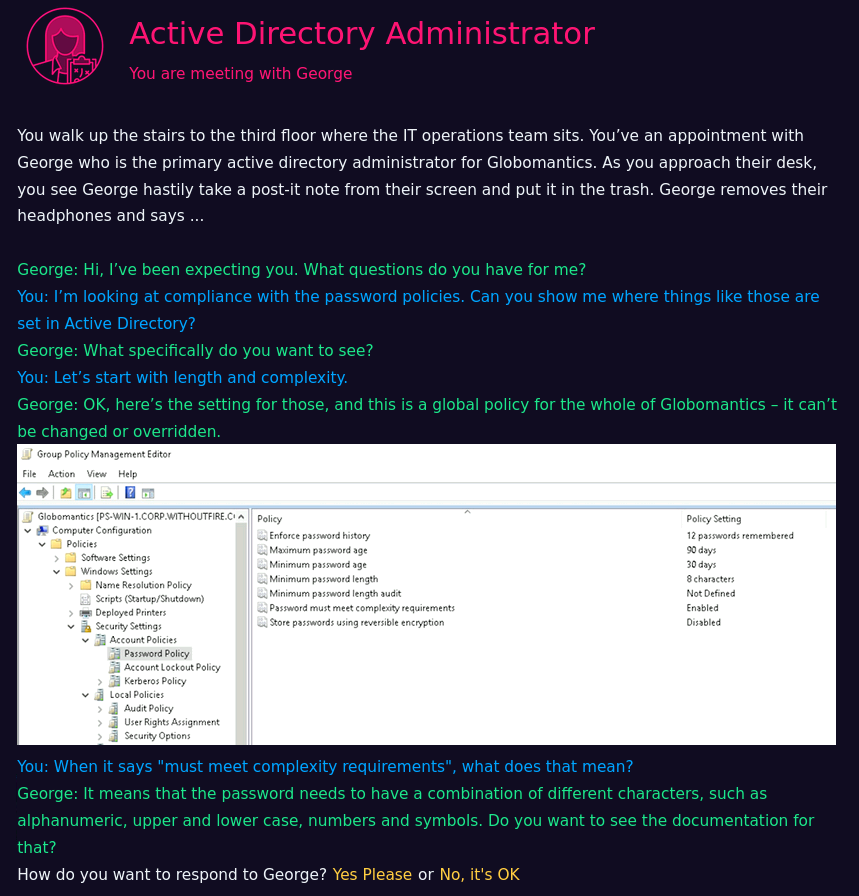 Active Directory Administrator
You are meeting with George
You walk up the stairs to the third floor where the IT operations team sits. You’ve an appointment with
George who is the primary active directory administrator for Globomantics. As you approach their desk,
you see George hastily take a post-it note from their screen and put it in the trash. George removes their
headphones and says ...
George: Hi, I’ve been expecting you. What questions do you have for me?
You: I’m looking at compliance with the password policies. Can you show me where things like those are
set in Active Directory?
George: What specifically do you want to see?
You: Let’s start with length and complexity.
George: OK, here’s the setting for those, and this is a global policy for the whole of Globomantics – it can’t
be changed or overridden.
Group Policy Management Editor
File Action View Help
Globomantics [PS-WIN-1.CORP.WITHOUTFIRE.C
Computer Configuration
Policies
Software Settings
Windows Settings
Name Resolution Policy
Scripts (Startup/Shutdown)
Deployed Printers
Security Settings
Account Policies
Password Policy
Account Lockout Policy
Kerberos Policy
Local Policies
Audit Policy
User Rights Assignment
Security Options
Policy Policy Setting
Enforce password history 12 passwords remembered
Maximum password age 90 days
Minimum password age 30 days
Minimum password length 8 characters
Minimum password length audit Not Defined
Password must meet complexity requirements Enabled
Store passwords using reversible encryption Disabled
You: When it says "must meet complexity requirements", what does that mean?
George: It means that the password needs to have a combination of different characters, such as
alphanumeric, upper and lower case, numbers and symbols. Do you want to see the documentation for
that?
How do you want to respond to George? Yes Please or No, it's OK